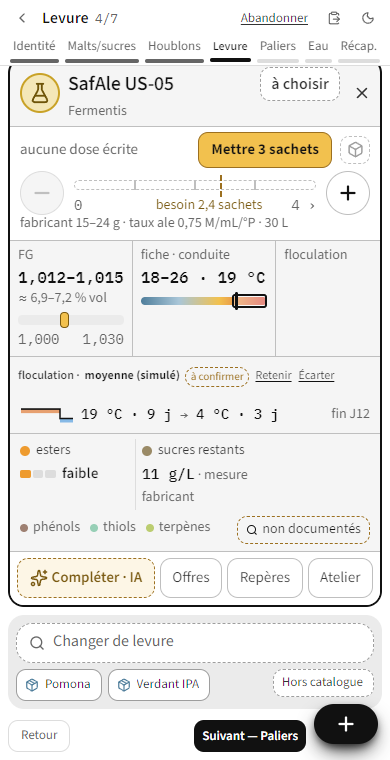 Levure 4/7
Abandonner
Identité Malts/sucres Houblons Levure Paliers Eau Récap.
SafAle US-05
à choisir
Fermentis
aucune dose écrite
Mettre 3 sachets
0 besoin 2,4 sachets 4 ›
fabricant 15–24 g · taux ale 0,75 M/mL/°P · 30 L
FG
1,012–1,015
≈ 6,9–7,2 % vol
1,000 1,030
fiche · conduite
18–26 · 19 °C
floculation
floculation · moyenne (simulé) à confirmer Retenir Écarter
19 °C · 9 j → 4 °C · 3 j fin J12
esters
faible
sucres restants
11 g/L · mesure
fabricant
phénols thiols terpènes non documentés
Compléter · IA Offres Repères Atelier
Changer de levure
Pomona Verdant IPA Hors catalogue
Retour Suivant — Paliers